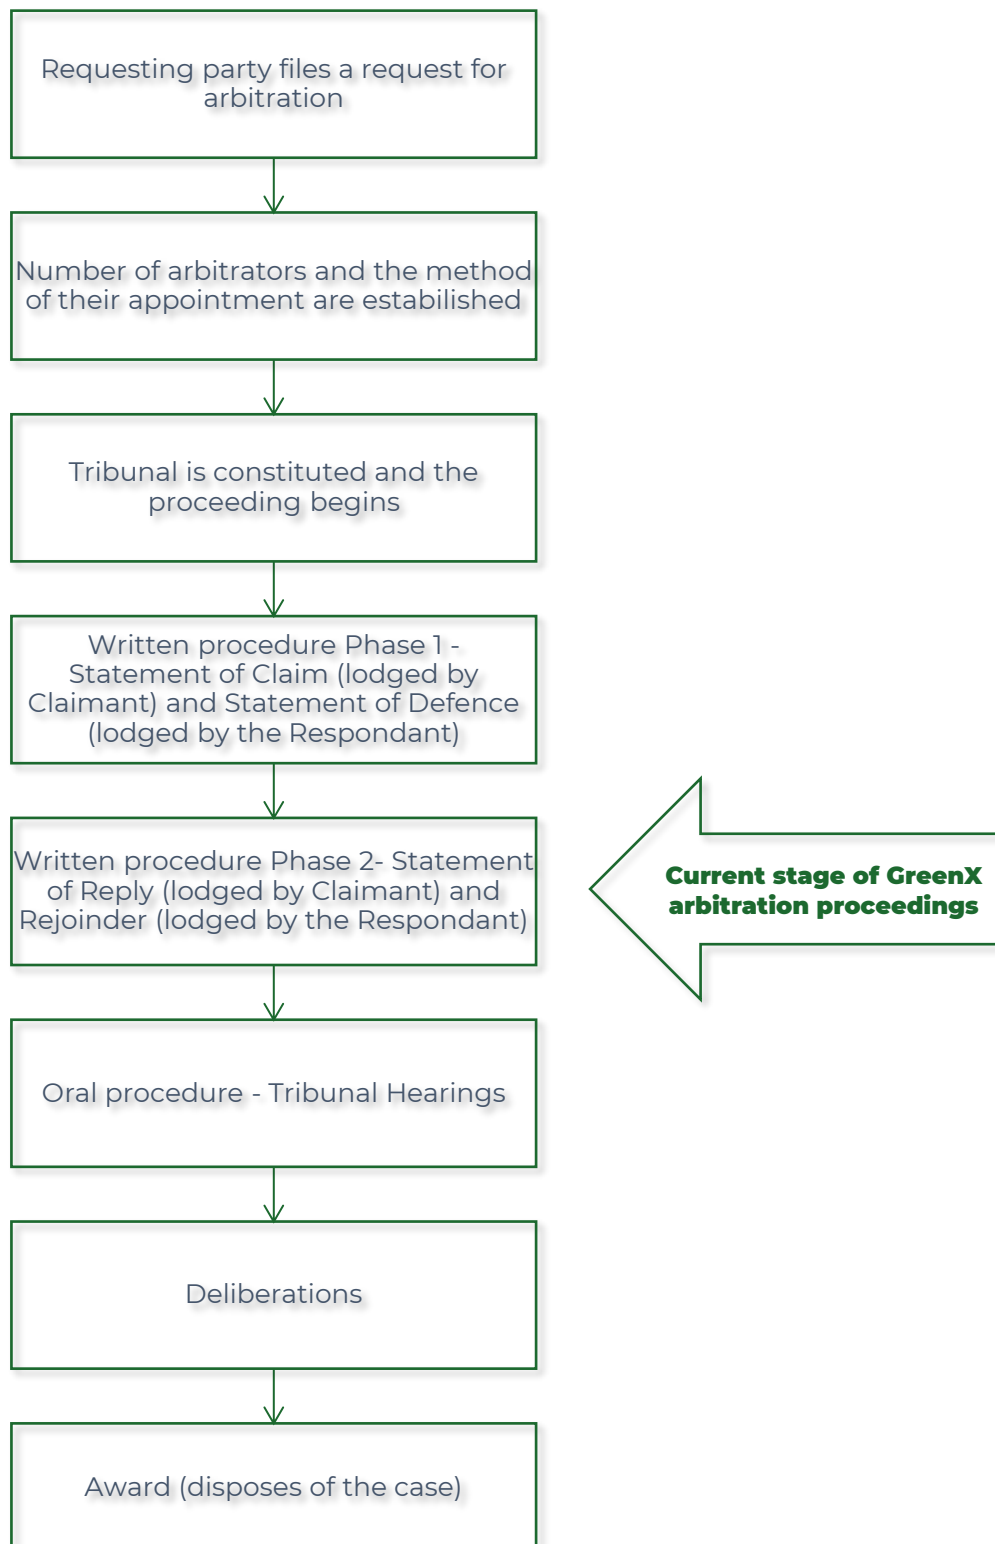 Requesting party files a request for
arbitration
Number of arbitrators and the method
of their appointment are estabilished
Tribunal is constituted and the
proceeding begins
Written procedure Phase 1 -
Statement of Claim (lodged by
Claimant) and Statement of Defence
(lodged by the Respondant)
Written procedure Phase 2- Statement
of Reply (lodged by Claimant) and
Rejoinder (lodged by the Respondant)
Current stage of GreenX
arbitration proceedings
Oral procedure - Tribunal Hearings
Deliberations
Award (disposes of the case)